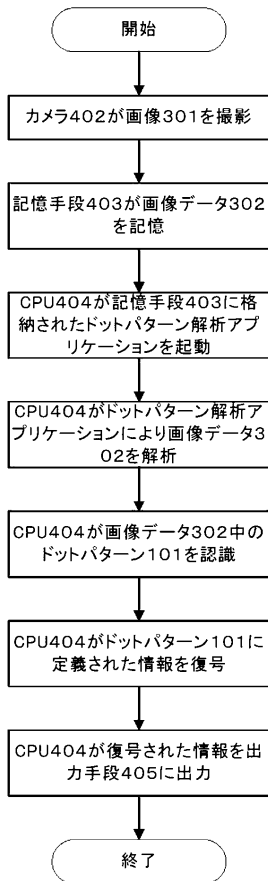 開始
カメラ402が画像301を撮影
記憶手段403が画像データ302
を記憶
CPU404が記憶手段403に格
納されたドットパターン解析アプ
リケーションを起動
CPU404がドットパターン解析ア
プリケーションにより画像データ3
02を解析
CPU404が画像データ302中の
ドットパターン101を認識
CPU404がドットパターン101に
定義された情報を復号
CPU404が復号された情報を出
力手段405に出力
終了